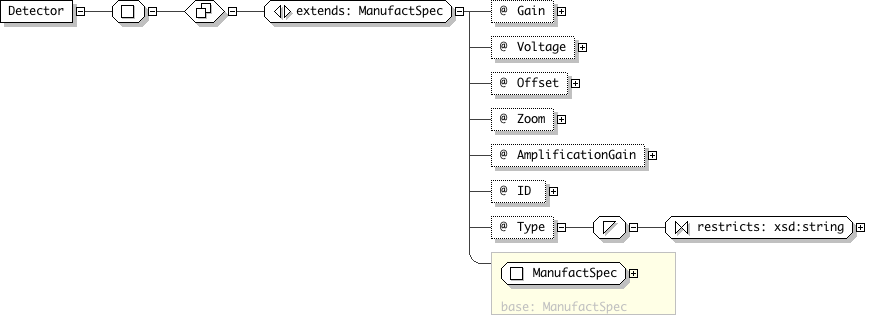 Detector
extends: ManufactSpec
@ Gain
@ Voltage
@ Offset
@ Zoom
@ AmplificationGain
@ ID
@ Type
restricts: xsd:string
ManufactSpec
base: ManufactSpec